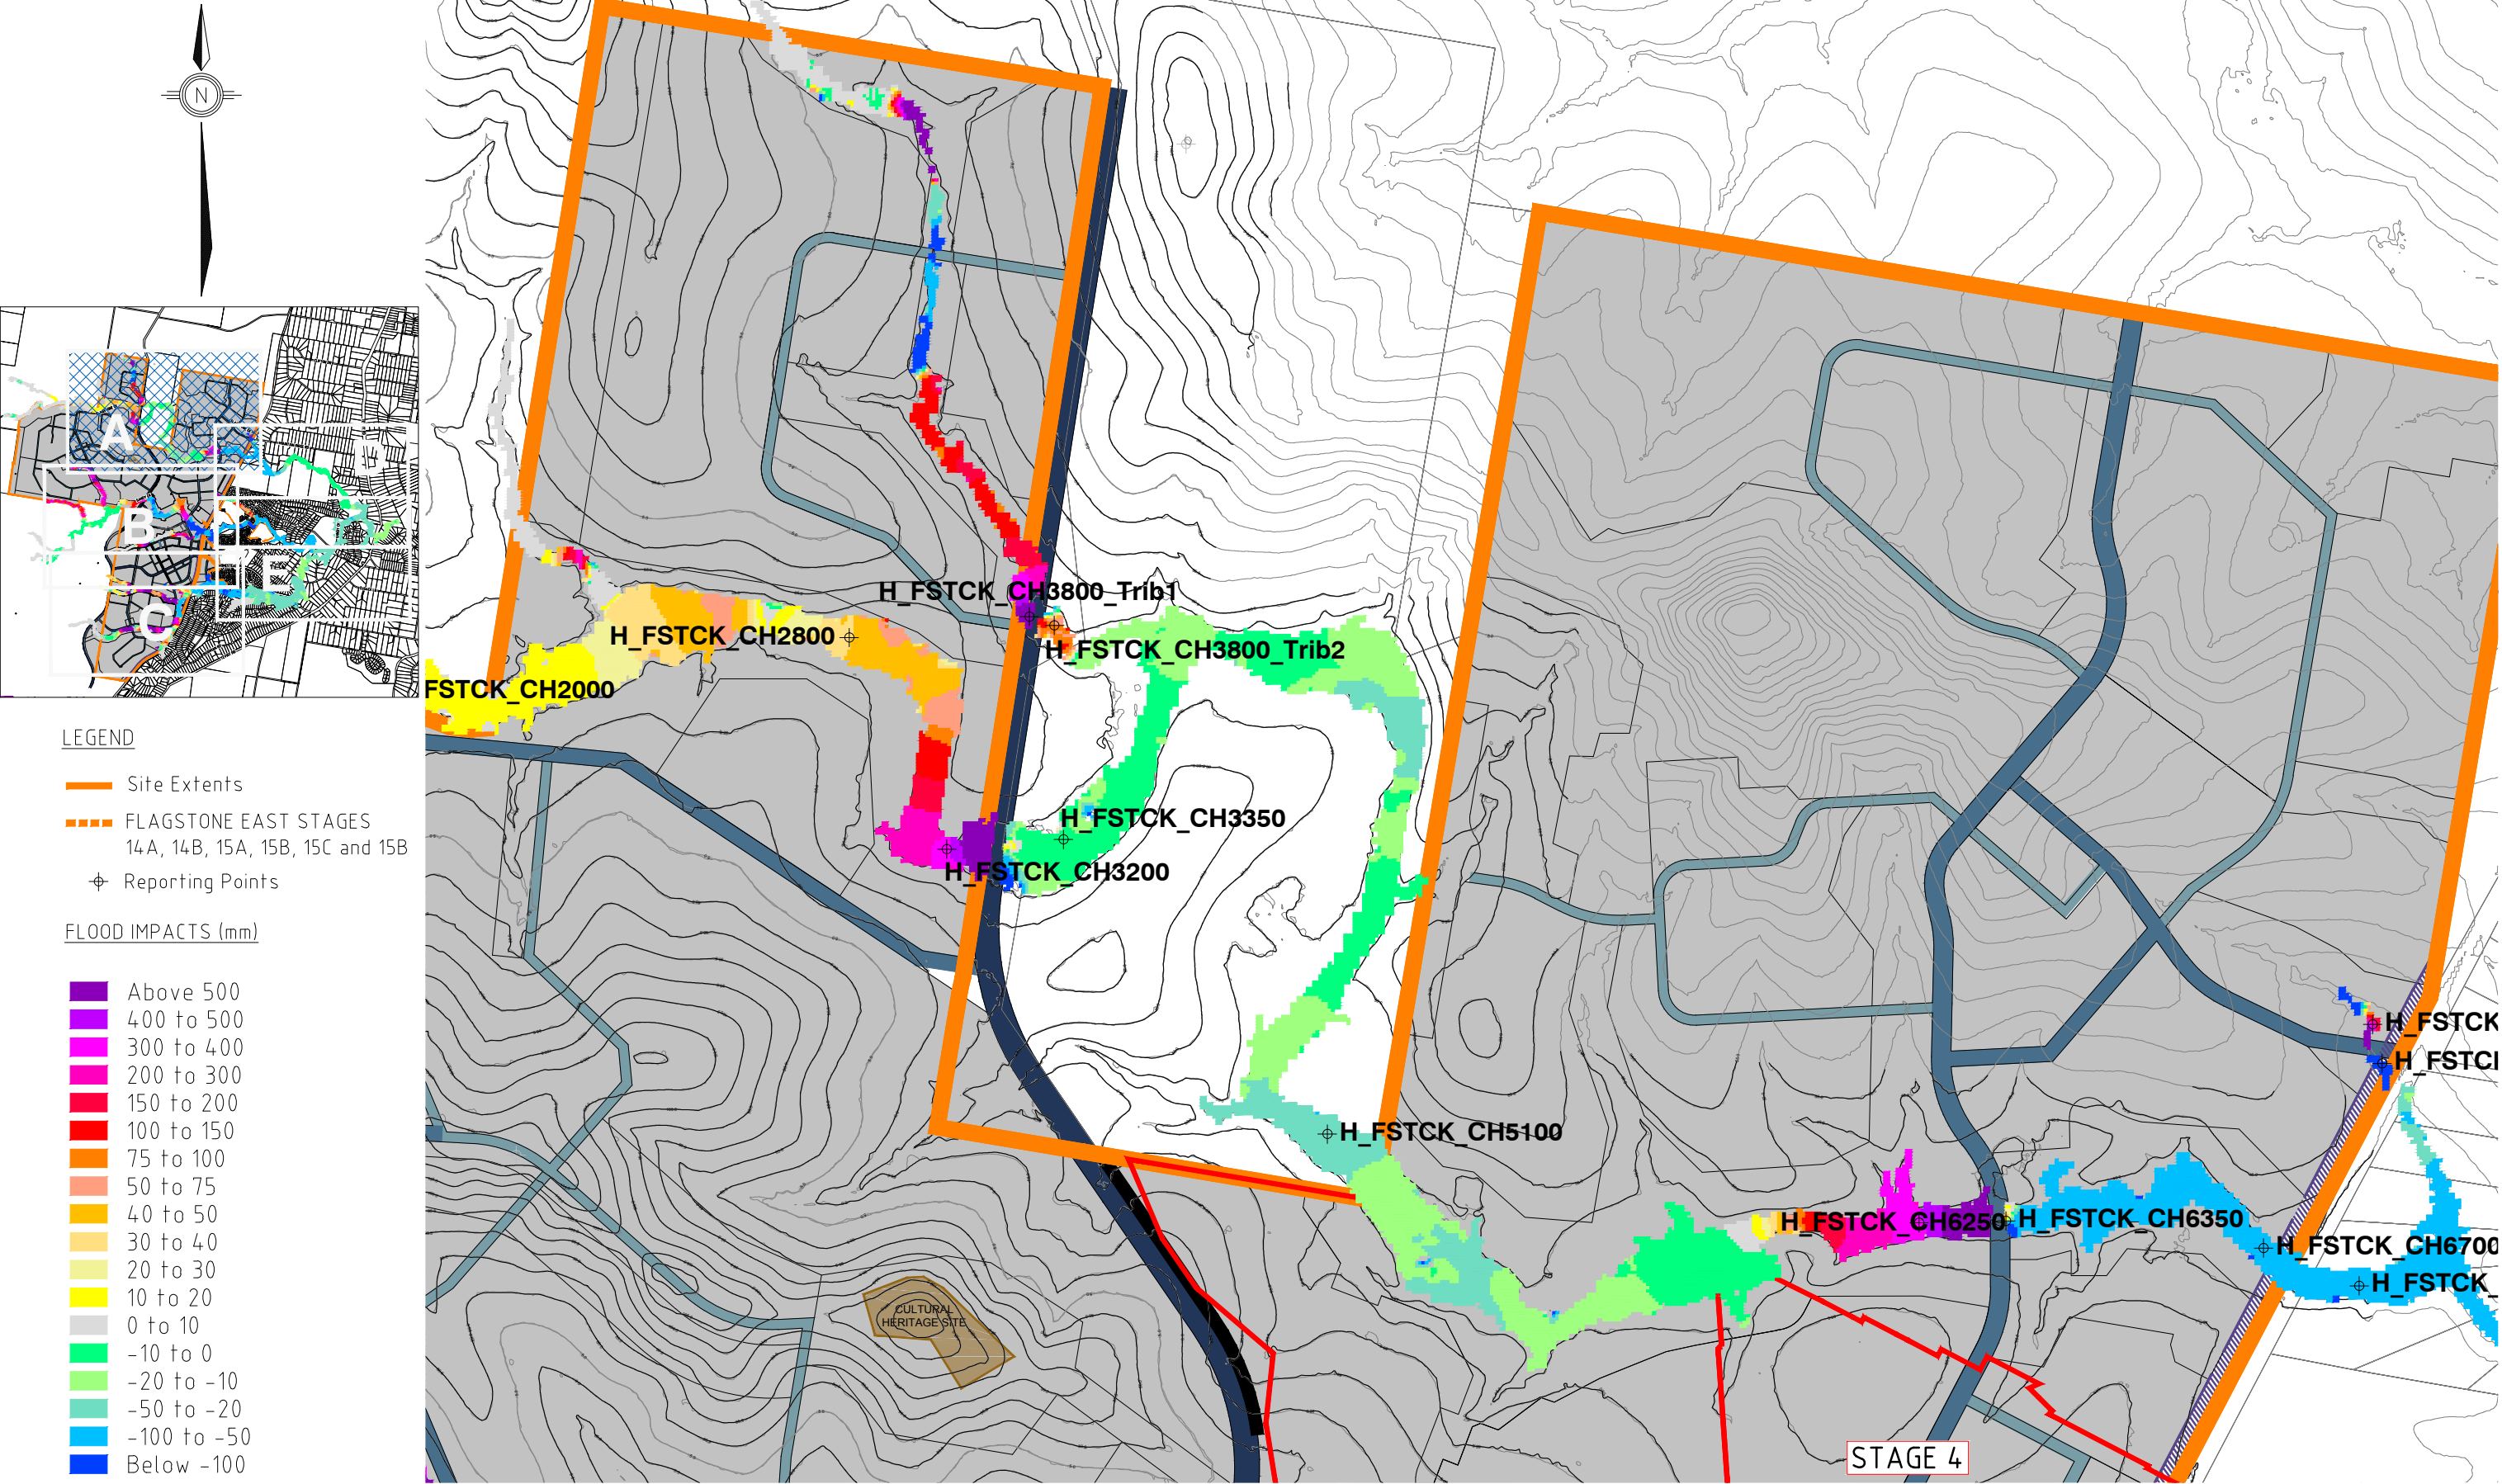 N
A
B
C
E
LEGEND
Site Extents
FLAGSTONE EAST STAGES
14A, 14B, 15A, 15B, 15C and 15B
Reporting Points
FLOOD IMPACTS (mm)
Above 500
400 to 500
300 to 400
200 to 300
150 to 200
100 to 150
75 to 100
50 to 75
40 to 50
30 to 40
20 to 30
10 to 20
0 to 10
-10 to 0
-20 to -10
-50 to -20
-100 to -50
Below -100
H_FSTCK_CH3800_Trib1
H_FSTCK_CH2800
H_FSTCK_CH3800_Trib2
FSTCK_CH2000
H_FSTCK_CH3350
H_FSTCK_CH3200
H_FSTCK
H_FSTC
H_FSTCK_CH5100
H_FSTCK_CH6250
H_FSTCK_CH6350
H_FSTCK_CH6700
H_FSTCK_
CULTURAL
HERITAGE SITE
STAGE 4